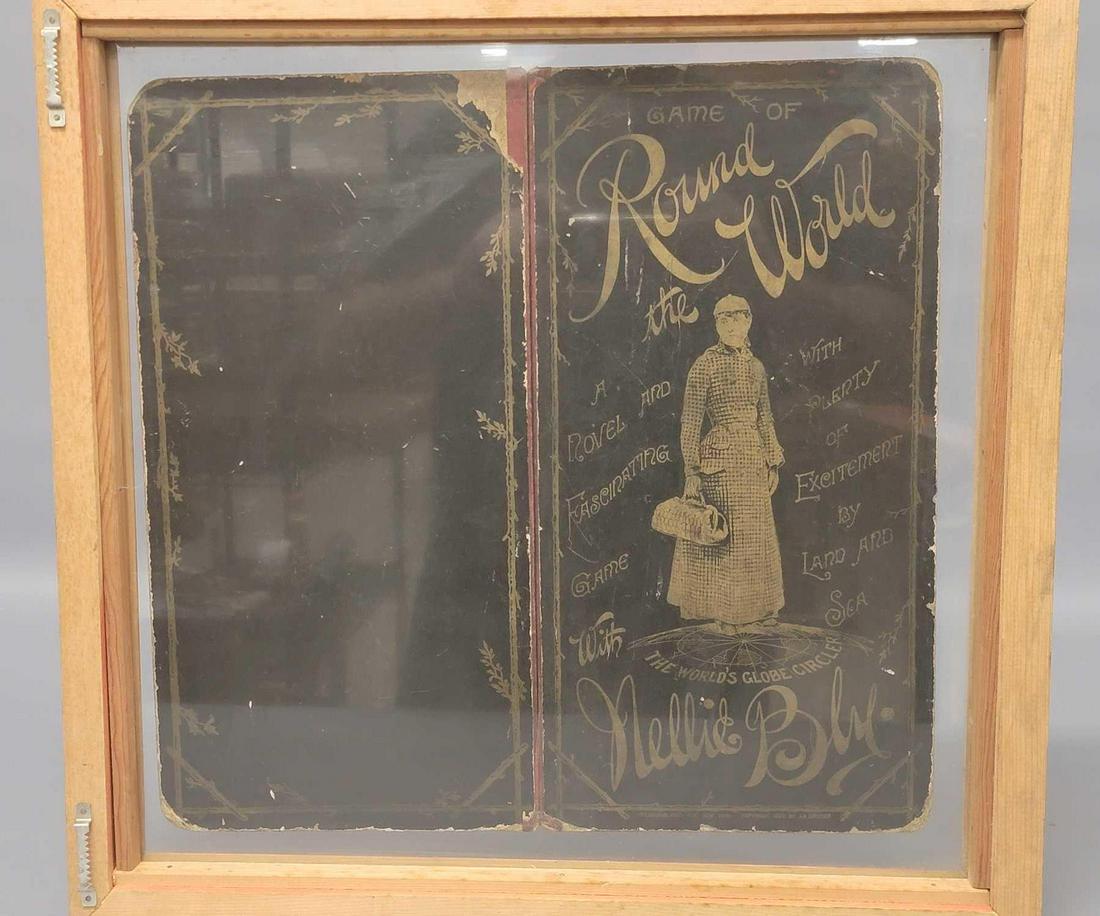 GAME OF
Round
the World
A
NOVEL AND
FASCINATING
GAME
With
WITH
PLENTY
OF
EXCITEMENT
BY
LAND AND
SEA
THE WORLD'S GLOBE CIRCLER
Nellie Bly.